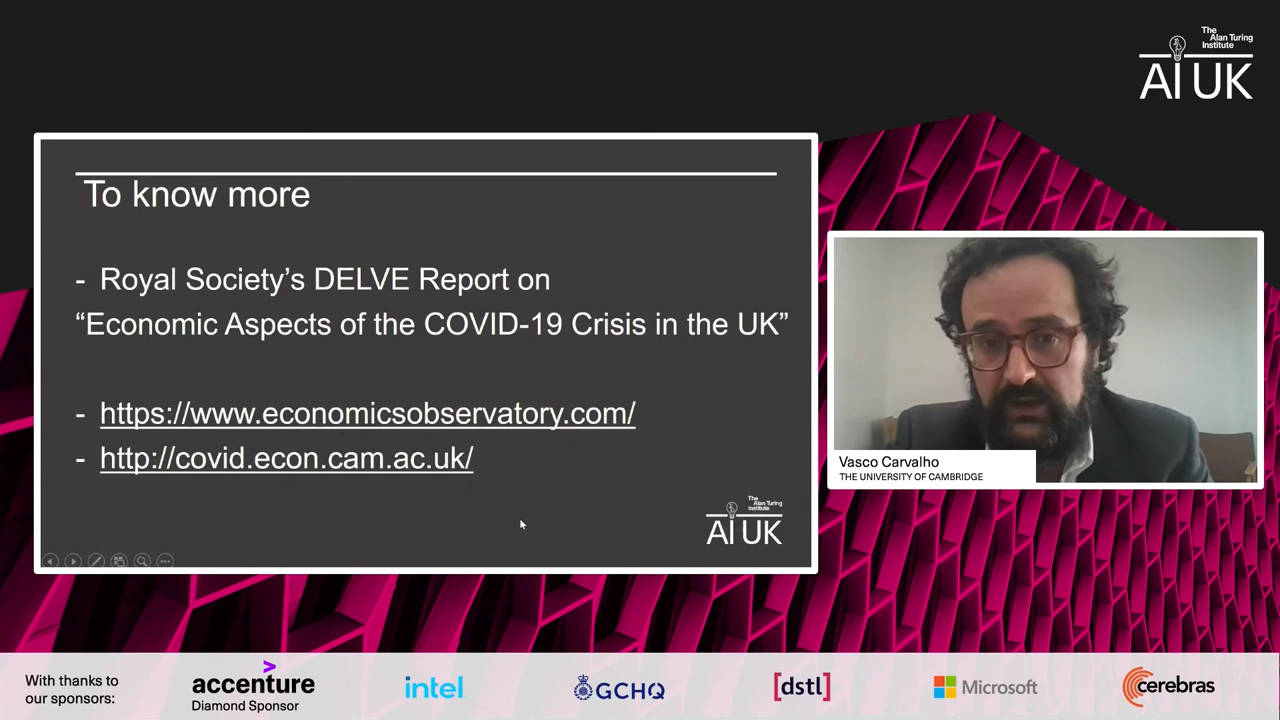 The
Alan Turing
Institute
AI UK
To know more
- Royal Society’s DELVE Report on
“Economic Aspects of the COVID-19 Crisis in the UK”
- https://www.economicsobservatory.com/
- http://covid.econ.cam.ac.uk/
The
Alan Turing
Institute
AI UK
Vasco Carvalho
THE UNIVERSITY OF CAMBRIDGE
With thanks to
our sponsors:
accenture
Diamond Sponsor
intel
GCHQ
[dstl]
Microsoft
cerebras